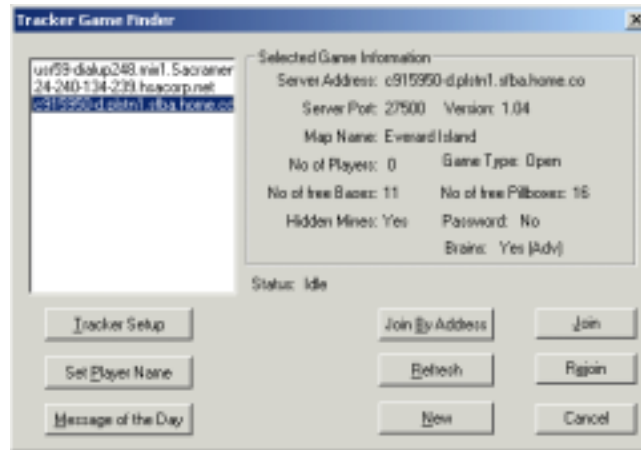 Tracker Game Finder
usr59-dialup248.mix1.Sacramer
24-240-134-239.hsacorp.net
c915950-d.plstn1.sfba.home.co
Selected Game Information
Server Address: c915950-d.plstn1.sfba.home.co
Server Port: 27500 Version: 1.04
Map Name: Everard Island
No of Players: 0 Game Type: Open
No of free Bases: 11 No of free Pillboxes: 16
Hidden Mines: Yes Password: No
Brains: Yes (Adv)
Status: Idle
Tracker Setup
Join By Address
Join
Set Player Name
Refresh
Rejoin
Message of the Day
New
Cancel